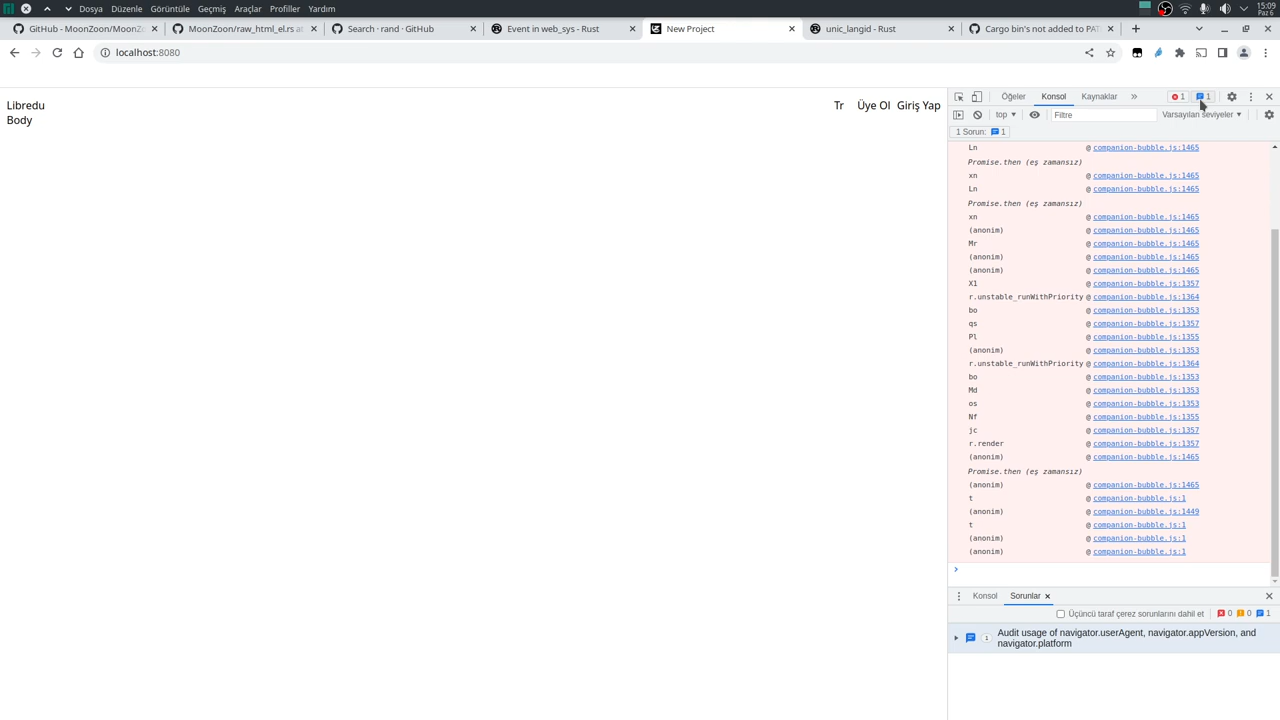 Dosya Düzenle Görüntüle Geçmiş Araçlar Profiller Yardım
15:09
Paz 6
GitHub - MoonZoon/MoonZ
MoonZoon/raw_html_el.rs at
Search · rand · GitHub
Event in web_sys - Rust
New Project
unic_langid - Rust
Cargo bin's not added to PAT
localhost:8080
Libredu
Tr Üye Ol Giriş Yap
Body
Öğeler Konsol Kaynaklar » 1 1
top Filtre Varsayılan seviyeler
1 Sorun: 1
Ln @ companion-bubble.js:1465
Promise.then (eş zamansız)
xn @ companion-bubble.js:1465
Ln @ companion-bubble.js:1465
Promise.then (eş zamansız)
xn @ companion-bubble.js:1465
(anonim) @ companion-bubble.js:1465
Mr @ companion-bubble.js:1465
(anonim) @ companion-bubble.js:1465
(anonim) @ companion-bubble.js:1465
X1 @ companion-bubble.js:1357
r.unstable_runWithPriority @ companion-bubble.js:1364
bo @ companion-bubble.js:1353
qs @ companion-bubble.js:1357
Pl @ companion-bubble.js:1355
(anonim) @ companion-bubble.js:1353
r.unstable_runWithPriority @ companion-bubble.js:1364
bo @ companion-bubble.js:1353
Md @ companion-bubble.js:1353
os @ companion-bubble.js:1353
Nf @ companion-bubble.js:1355
jc @ companion-bubble.js:1357
r.render @ companion-bubble.js:1357
(anonim) @ companion-bubble.js:1465
Promise.then (eş zamansız)
(anonim) @ companion-bubble.js:1465
t @ companion-bubble.js:1
(anonim) @ companion-bubble.js:1449
t @ companion-bubble.js:1
(anonim) @ companion-bubble.js:1
(anonim) @ companion-bubble.js:1
Konsol Sorunlar
Üçüncü taraf çerez sorunlarını dahil et 0 0 1
1 Audit usage of navigator.userAgent, navigator.appVersion, and
navigator.platform